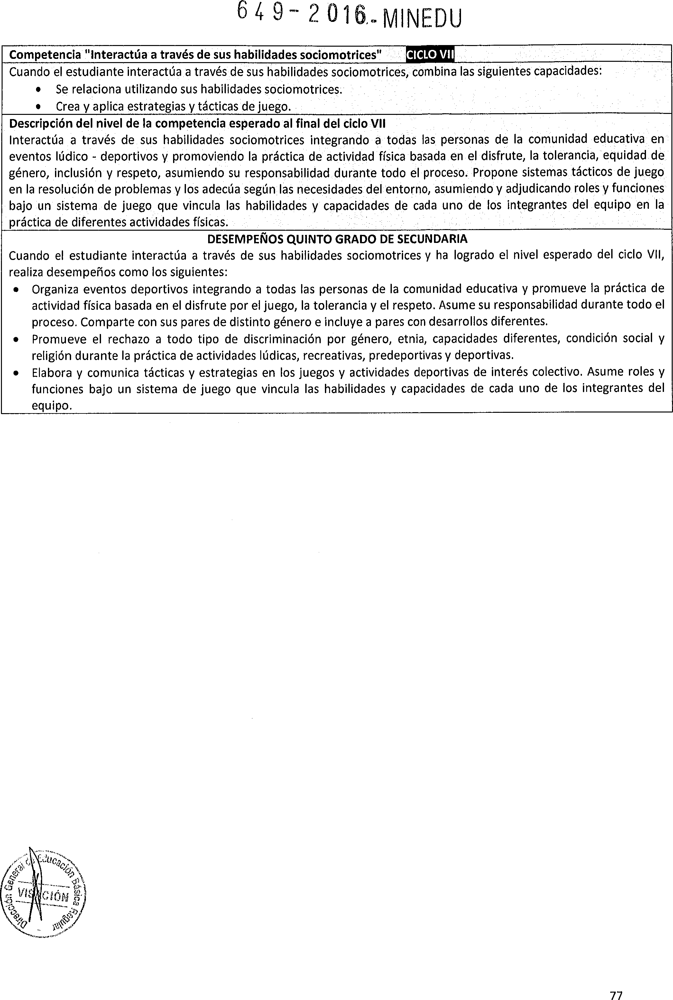 649-2016.-MINEDU
Competencia "Interactúa a través de sus habilidades sociomotrices" CICLO VII
Cuando el estudiante interactúa a través de sus habilidades sociomotrices, combina las siguientes capacidades:
• Se relaciona utilizando sus habilidades sociomotrices.
• Crea y aplica estrategias y tácticas de juego.
Descripción del nivel de la competencia esperado al final del ciclo VII
Interactúa a través de sus habilidades sociomotrices integrando a todas las personas de la comunidad educativa en
eventos lúdico - deportivos y promoviendo la práctica de actividad física basada en el disfrute, la tolerancia, equidad de
género, inclusión y respeto, asumiendo su responsabilidad durante todo el proceso. Propone sistemas tácticos de juego
en la resolución de problemas y los adecúa según las necesidades del entorno, asumiendo y adjudicando roles y funciones
bajo un sistema de juego que vincula las habilidades y capacidades de cada uno de los integrantes del equipo en la
práctica de diferentes actividades físicas.
DESEMPEÑOS QUINTO GRADO DE SECUNDARIA
Cuando el estudiante interactúa a través de sus habilidades sociomotrices y ha logrado el nivel esperado del ciclo VII,
realiza desempeños como los siguientes:
• Organiza eventos deportivos integrando a todas las personas de la comunidad educativa y promueve la práctica de
actividad física basada en el disfrute por el juego, la tolerancia y el respeto. Asume su responsabilidad durante todo el
proceso. Comparte con sus pares de distinto género e incluye a pares con desarrollos diferentes.
• Promueve el rechazo a todo tipo de discriminación por género, etnia, capacidades diferentes, condición social y
religión durante la práctica de actividades lúdicas, recreativas, predeportivas y deportivas.
• Elabora y comunica tácticas y estrategias en los juegos y actividades deportivas de interés colectivo. Asume roles y
funciones bajo un sistema de juego que vincula las habilidades y capacidades de cada uno de los integrantes del
equipo.
Dirección General de Educación Básica Regular
VISACIÓN
77